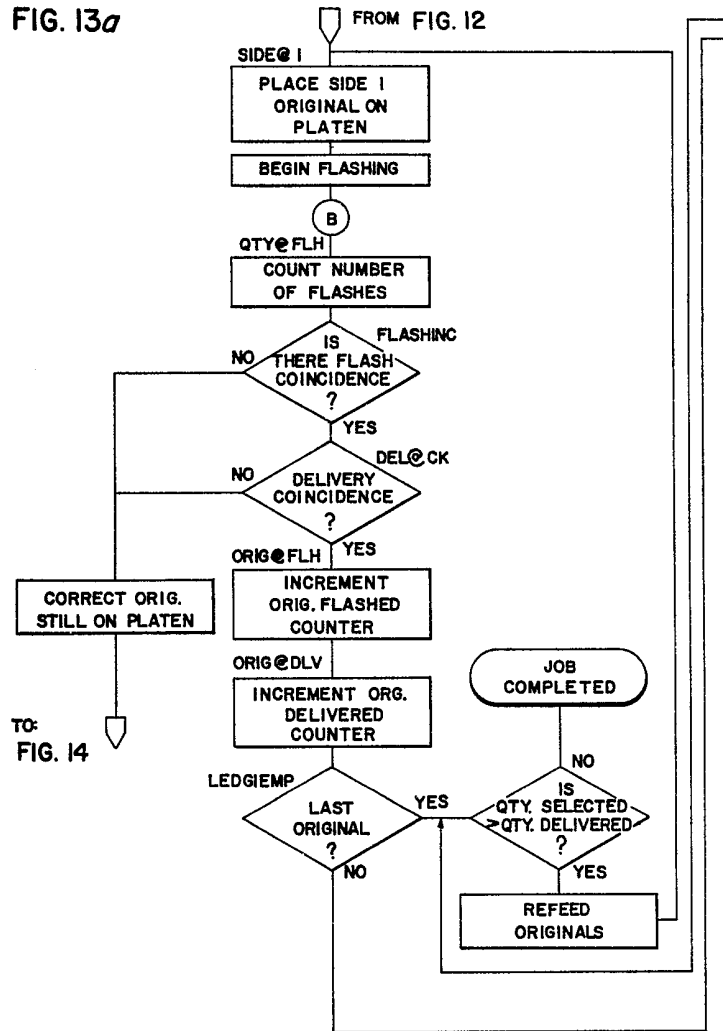 FIG. 13a
FROM FIG. 12
SIDE@ 1
PLACE SIDE 1
ORIGINAL ON
PLATEN
BEGIN FLASHING
B
QTY@FLH
COUNT NUMBER
OF FLASHES
FLASHINC
IS
THERE FLASH
COINCIDENCE
?
NO
YES
DEL@CK
DELIVERY
COINCIDENCE
?
NO
YES
ORIG@FLH
CORRECT ORIG.
STILL ON PLATEN
INCREMENT
ORIG. FLASHED
COUNTER
ORIG@DLV
INCREMENT ORG.
DELIVERED
COUNTER
JOB
COMPLETED
TO:
FIG. 14
LEDGIEMP
LAST
ORIGINAL
?
YES
NO
NO
IS
QTY. SELECTED
>QTY. DELIVERED
?
YES
REFEED
ORIGINALS